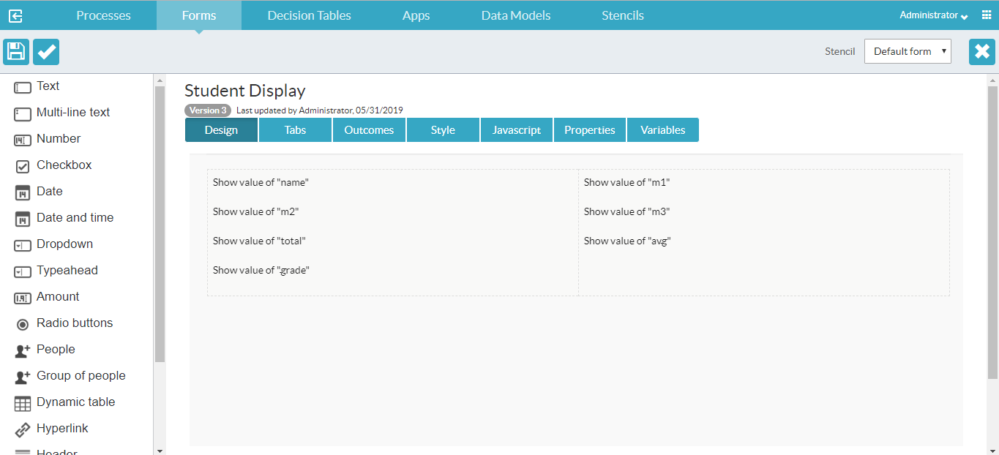 Processes Forms Decision Tables Apps Data Models Stencils Administrator
Stencil Default form
Text
Multi-line text
Number
Checkbox
Date
Date and time
Dropdown
Typeahead
Amount
Radio buttons
People
Group of people
Dynamic table
Hyperlink
Header
Student Display
Version 3 Last updated by Administrator, 05/31/2019
Design Tabs Outcomes Style Javascript Properties Variables
Show value of "name" Show value of "m1"
Show value of "m2" Show value of "m3"
Show value of "total" Show value of "avg"
Show value of "grade"